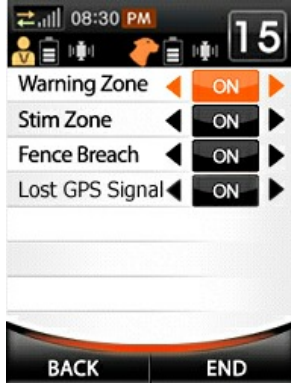 08:30 PM
15
Warning Zone ON
Stim Zone ON
Fence Breach ON
Lost GPS Signal ON
BACK END